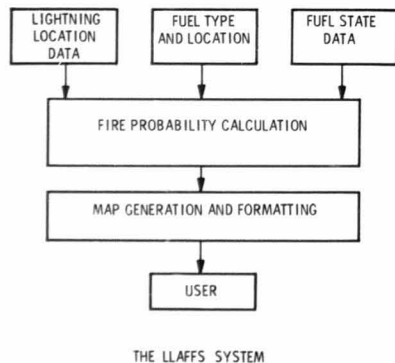 LIGHTNING
LOCATION
DATA
FUEL TYPE
AND LOCATION
FUFL STATE
DATA
FIRE PROBABILITY CALCULATION
MAP GENERATION AND FORMATTING
USER
THE LLAFFS SYSTEM